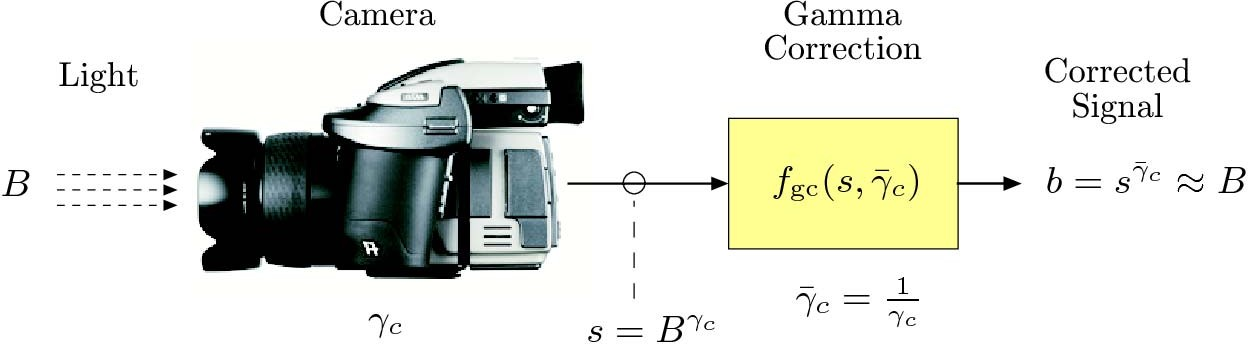 Camera
Gamma
Correction
Light
Corrected
Signal
B
f_gc(s, γ̄_c)
b = s^γ̄_c ≈ B
γ_c
s = B^γ_c
γ̄_c = 1/γ_c